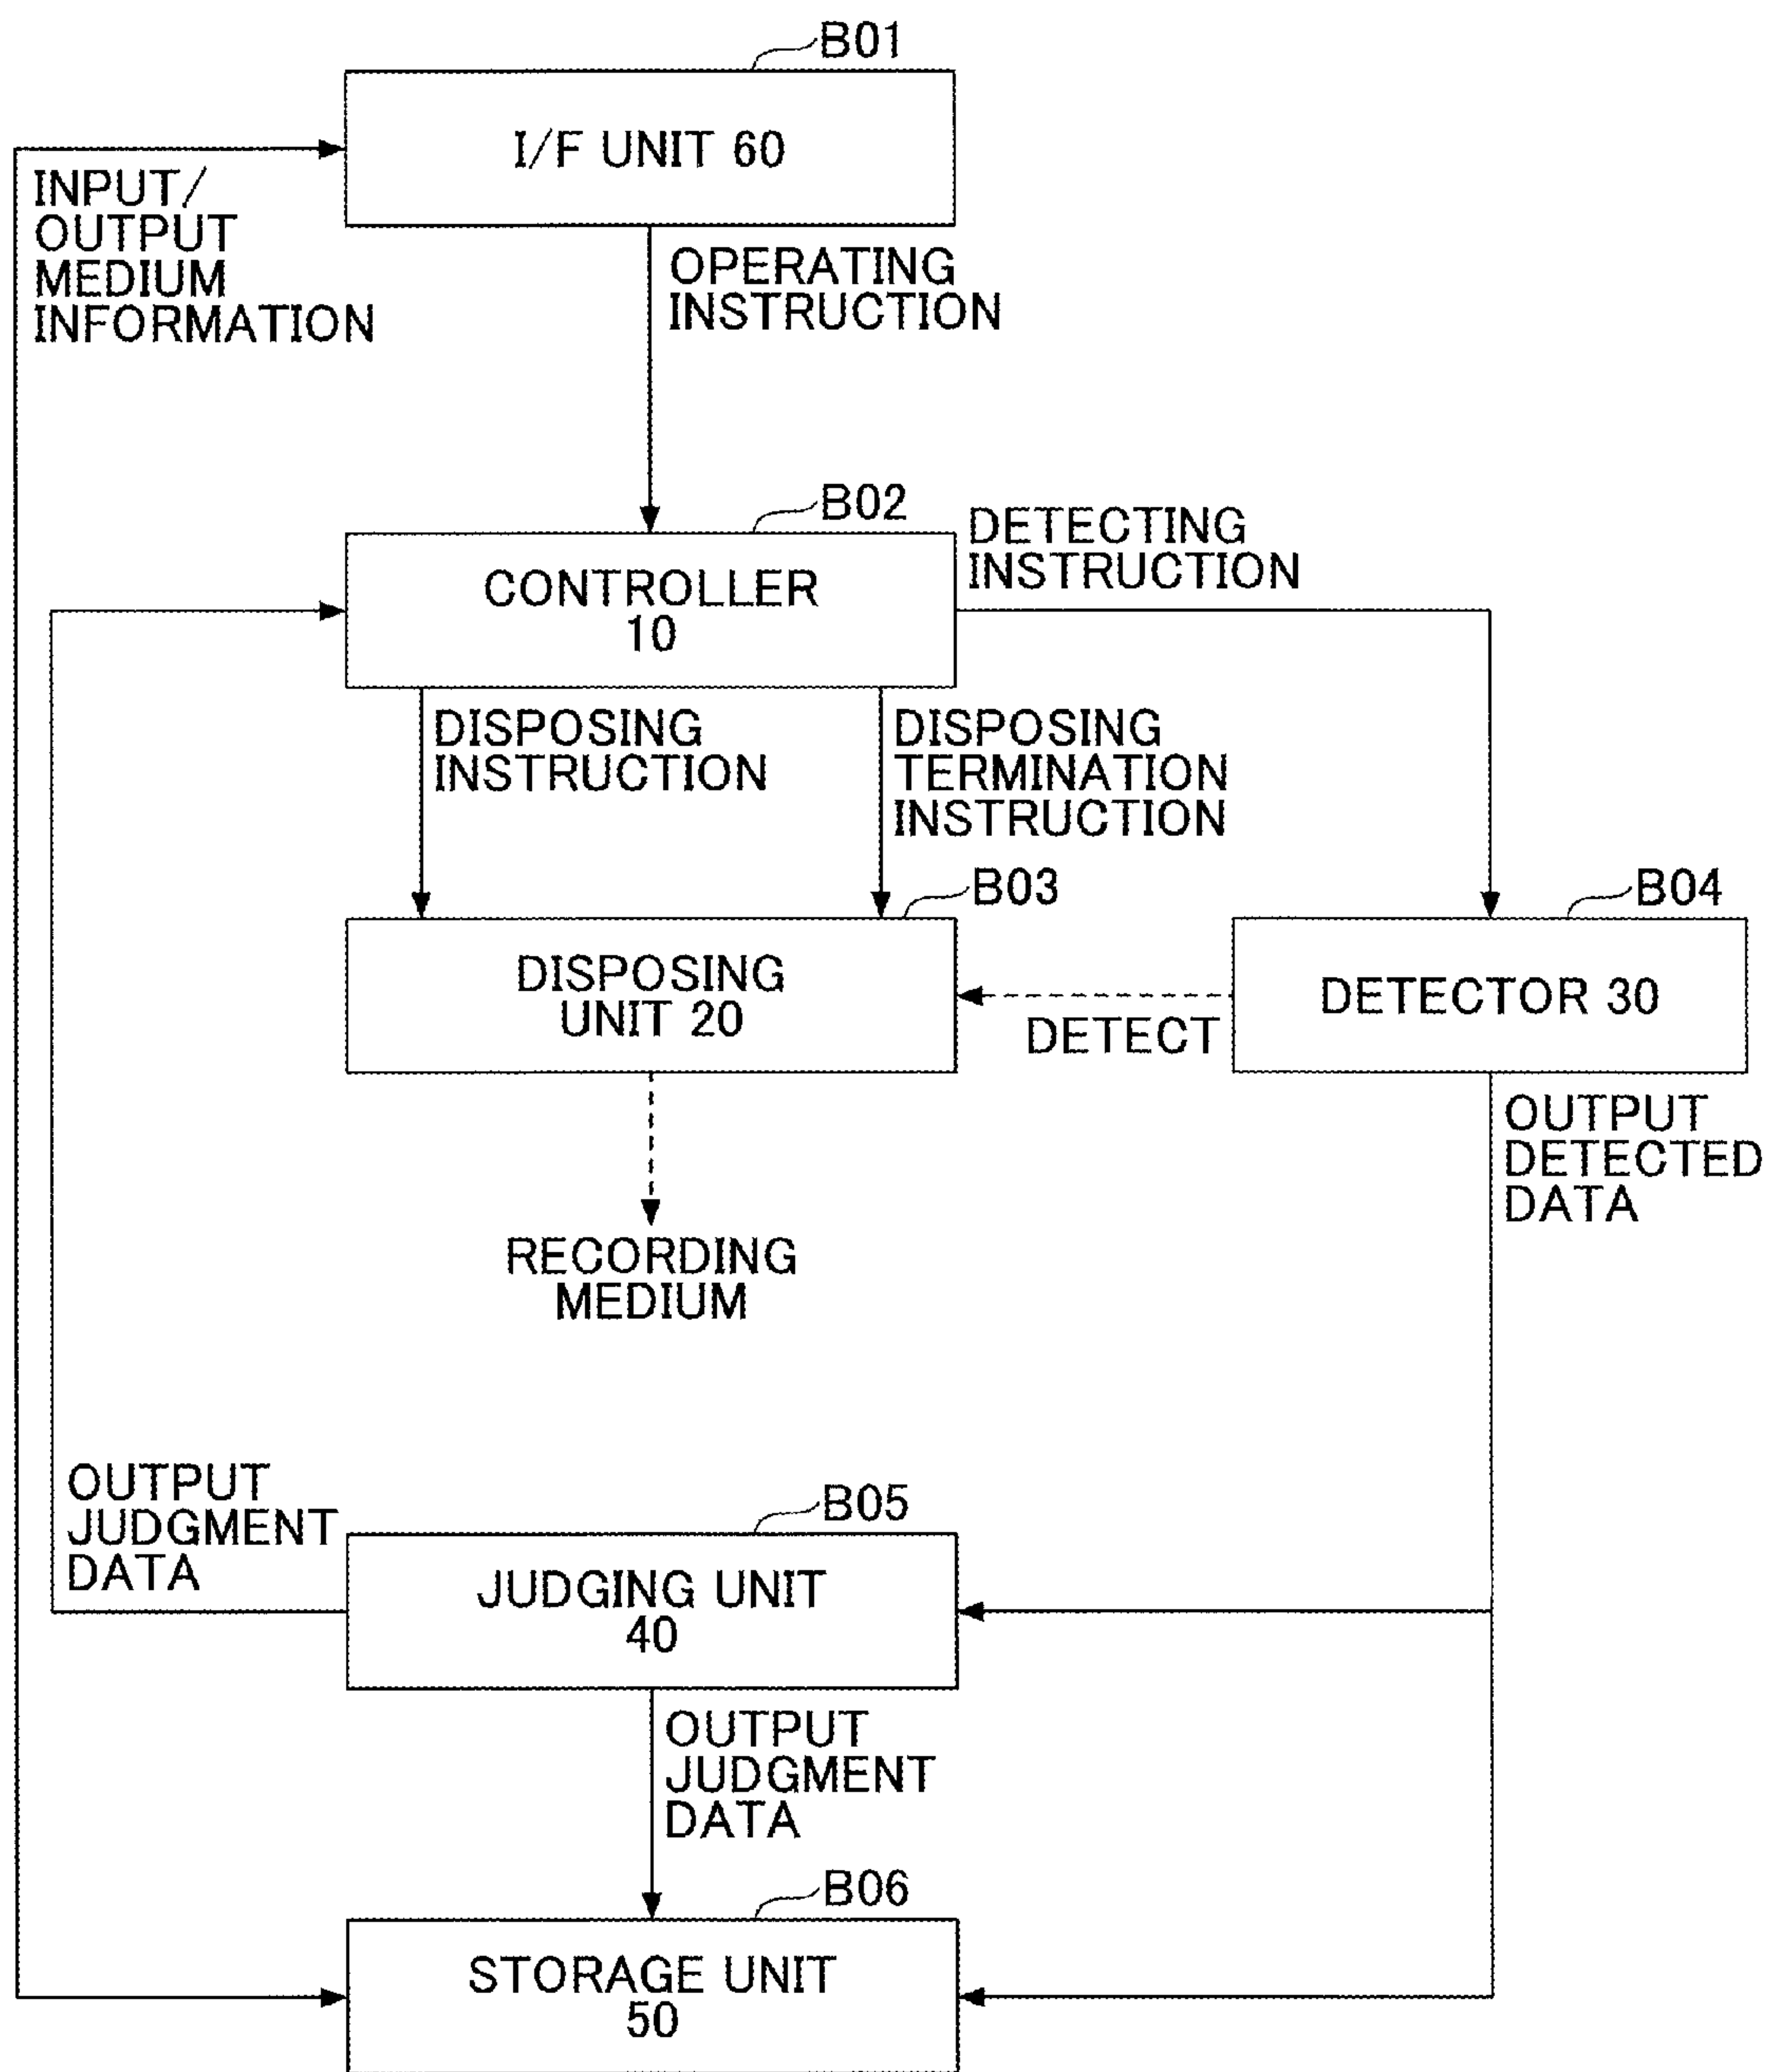 B01
I/F UNIT 60
INPUT/
OUTPUT
MEDIUM
INFORMATION
OPERATING
INSTRUCTION
B02
CONTROLLER
10
DETECTING
INSTRUCTION
DISPOSING
INSTRUCTION
DISPOSING
TERMINATION
INSTRUCTION
B03
DISPOSING
UNIT 20
B04
DETECTOR 30
DETECT
OUTPUT
DETECTED
DATA
RECORDING
MEDIUM
OUTPUT
JUDGMENT
DATA
B05
JUDGING UNIT
40
OUTPUT
JUDGMENT
DATA
B06
STORAGE UNIT
50